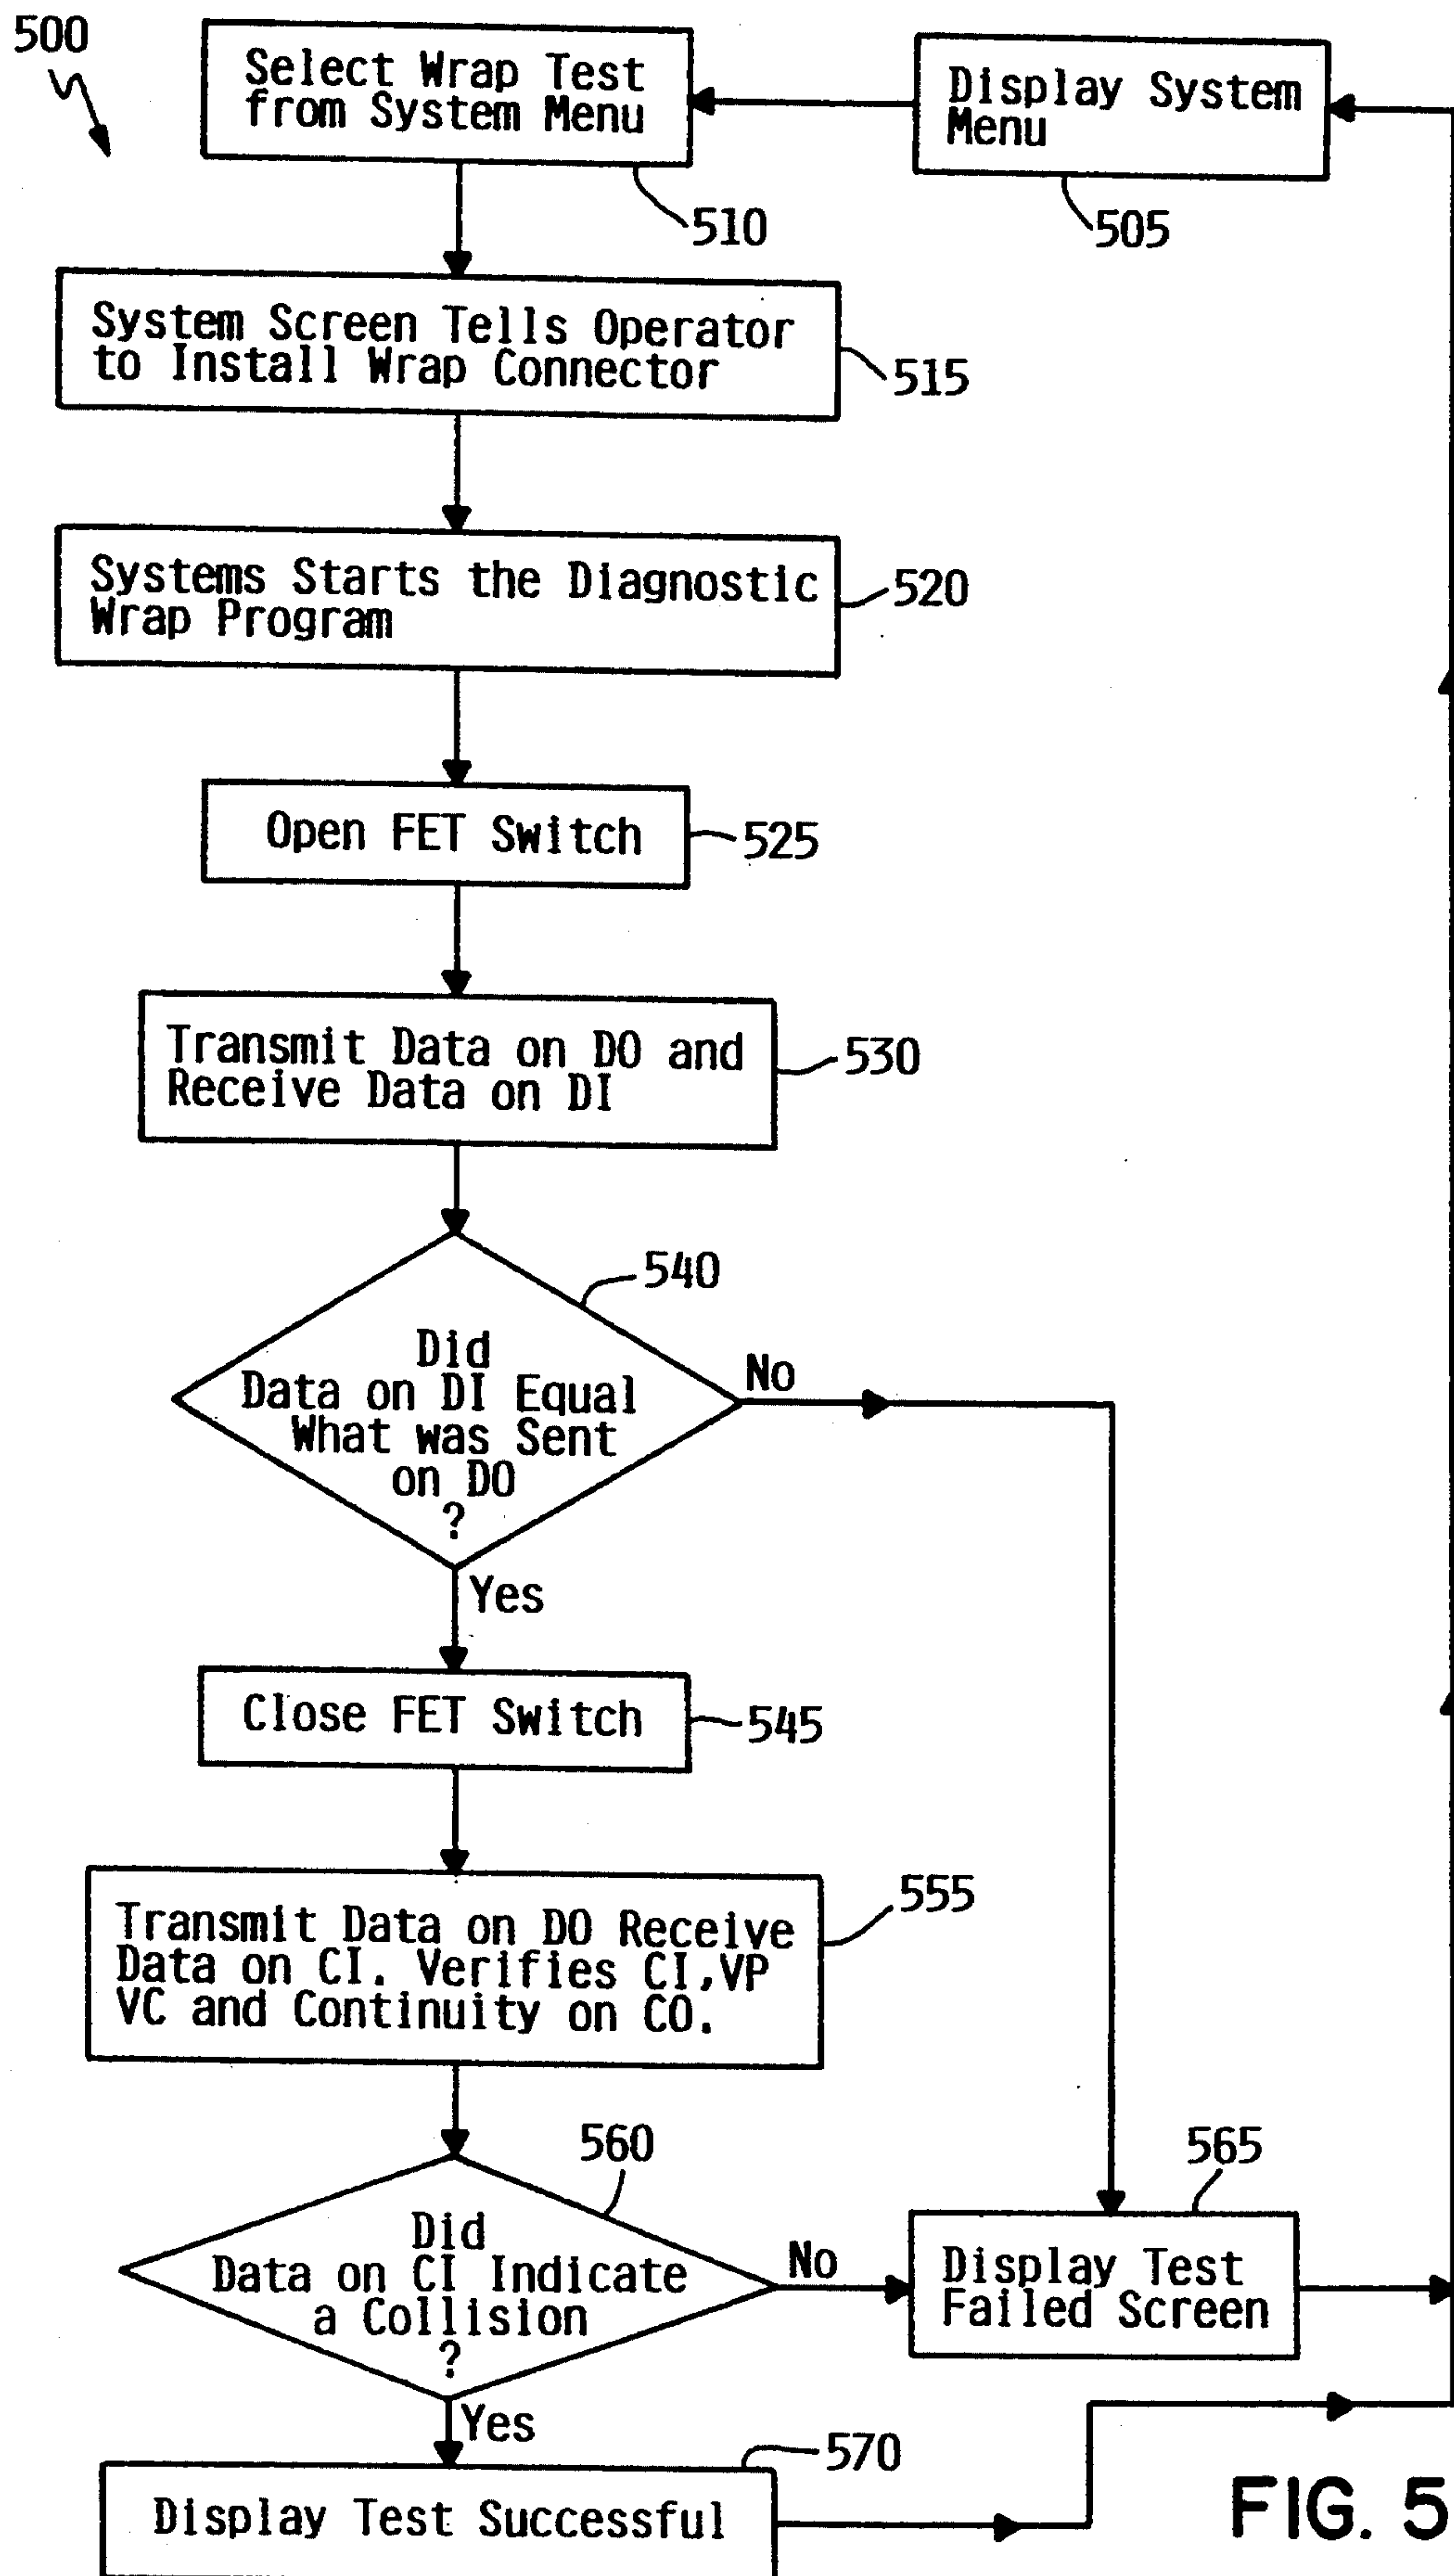 500
Select Wrap Test
from System Menu
510
Display System
Menu
505
System Screen Tells Operator
to Install Wrap Connector
515
Systems Starts the Diagnostic
Wrap Program
520
Open FET Switch
525
Transmit Data on DO and
Receive Data on DI
530
540
Did
Data on DI Equal
What was Sent
on DO
?
No
Yes
Close FET Switch
545
Transmit Data on DO Receive
Data on CI. Verifies CI,VP
VC and Continuity on CO.
555
560
Did
Data on CI Indicate
a Collision
?
No
Yes
565
Display Test
Failed Screen
570
Display Test Successful
FIG. 5